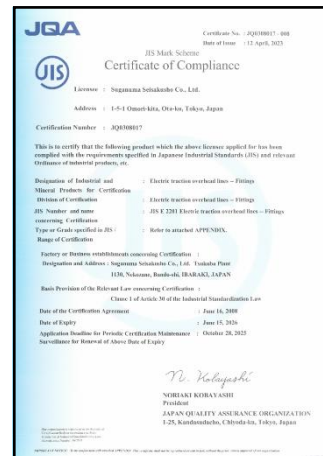 JQA
Certificate No. : JQ0308017 - 008
Date of Issue : 12 April, 2023
JIS
JIS Mark Scheme
Certificate of Compliance
Licensee : Suganuma Seisakusho Co., Ltd.
Address : 1-5-1 Omori-kita, Ota-ku, Tokyo, Japan
Certification Number : JQ0308017
This is to certify that the following product which the above licensee applied for has been
complied with the requirements specified in Japanese Industrial Standards (JIS) and relevant
Ordinance of industrial products, etc.
Designation of Industrial and : Electric traction overhead lines – Fittings
Mineral Products for Certification
Division of Certification : Electric traction overhead lines – Fittings
JIS Number and name : JIS E 2201 Electric traction overhead lines – Fittings
concerning Certification
Type or Grade specified in JIS / : Refer to attached APPENDIX.
Range of Certification
Factory or Business establishments concerning Certification :
Designation and Address : Suganuma Seisakusho Co., Ltd. Tsukuba Plant
1130, Bando-shi, IBARAKI, JAPAN
Basis Provision of the Relevant Law concerning Certification :
Clause 1 of Article 30 of the Industrial Standardization Law
Date of the Certification Agreement : June 16, 2008
Date of Expiry : June 15, 2026
Application Deadline for Periodic Certification Maintenance : October 28, 2025
Surveillance for Renewal of Above Date of Expiry
N. Kobayashi
NORIAKI KOBAYASHI
President
JAPAN QUALITY ASSURANCE ORGANIZATION
1-25, Kandasudacho, Chiyoda-ku, Tokyo, Japan